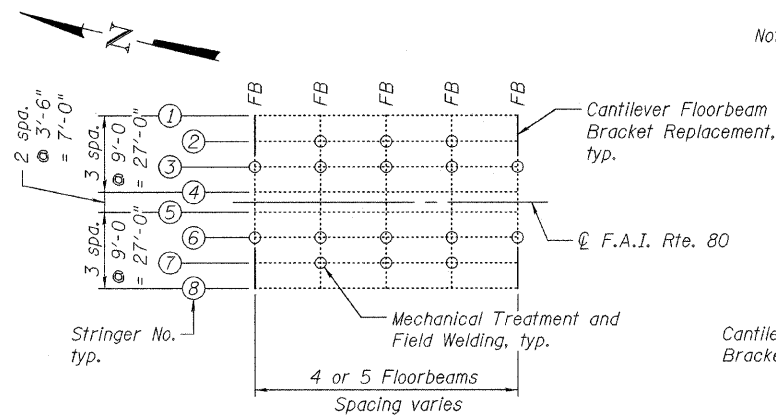 N
Not
FB FB FB FB FB
2 spa.
@ 3'-6"
= 7'-0"
3 spa.
@ 9'-0
= 27'-0"
3 spa.
@ 9'-0
= 27'-0"
1
2
3
4
5
6
7
8
Cantilever Floorbeam
Bracket Replacement,
typ.
℄ F.A.I. Rte. 80
Stringer No.
typ.
Mechanical Treatment and
Field Welding, typ.
Cantile
Bracke
4 or 5 Floorbeams
Spacing varies